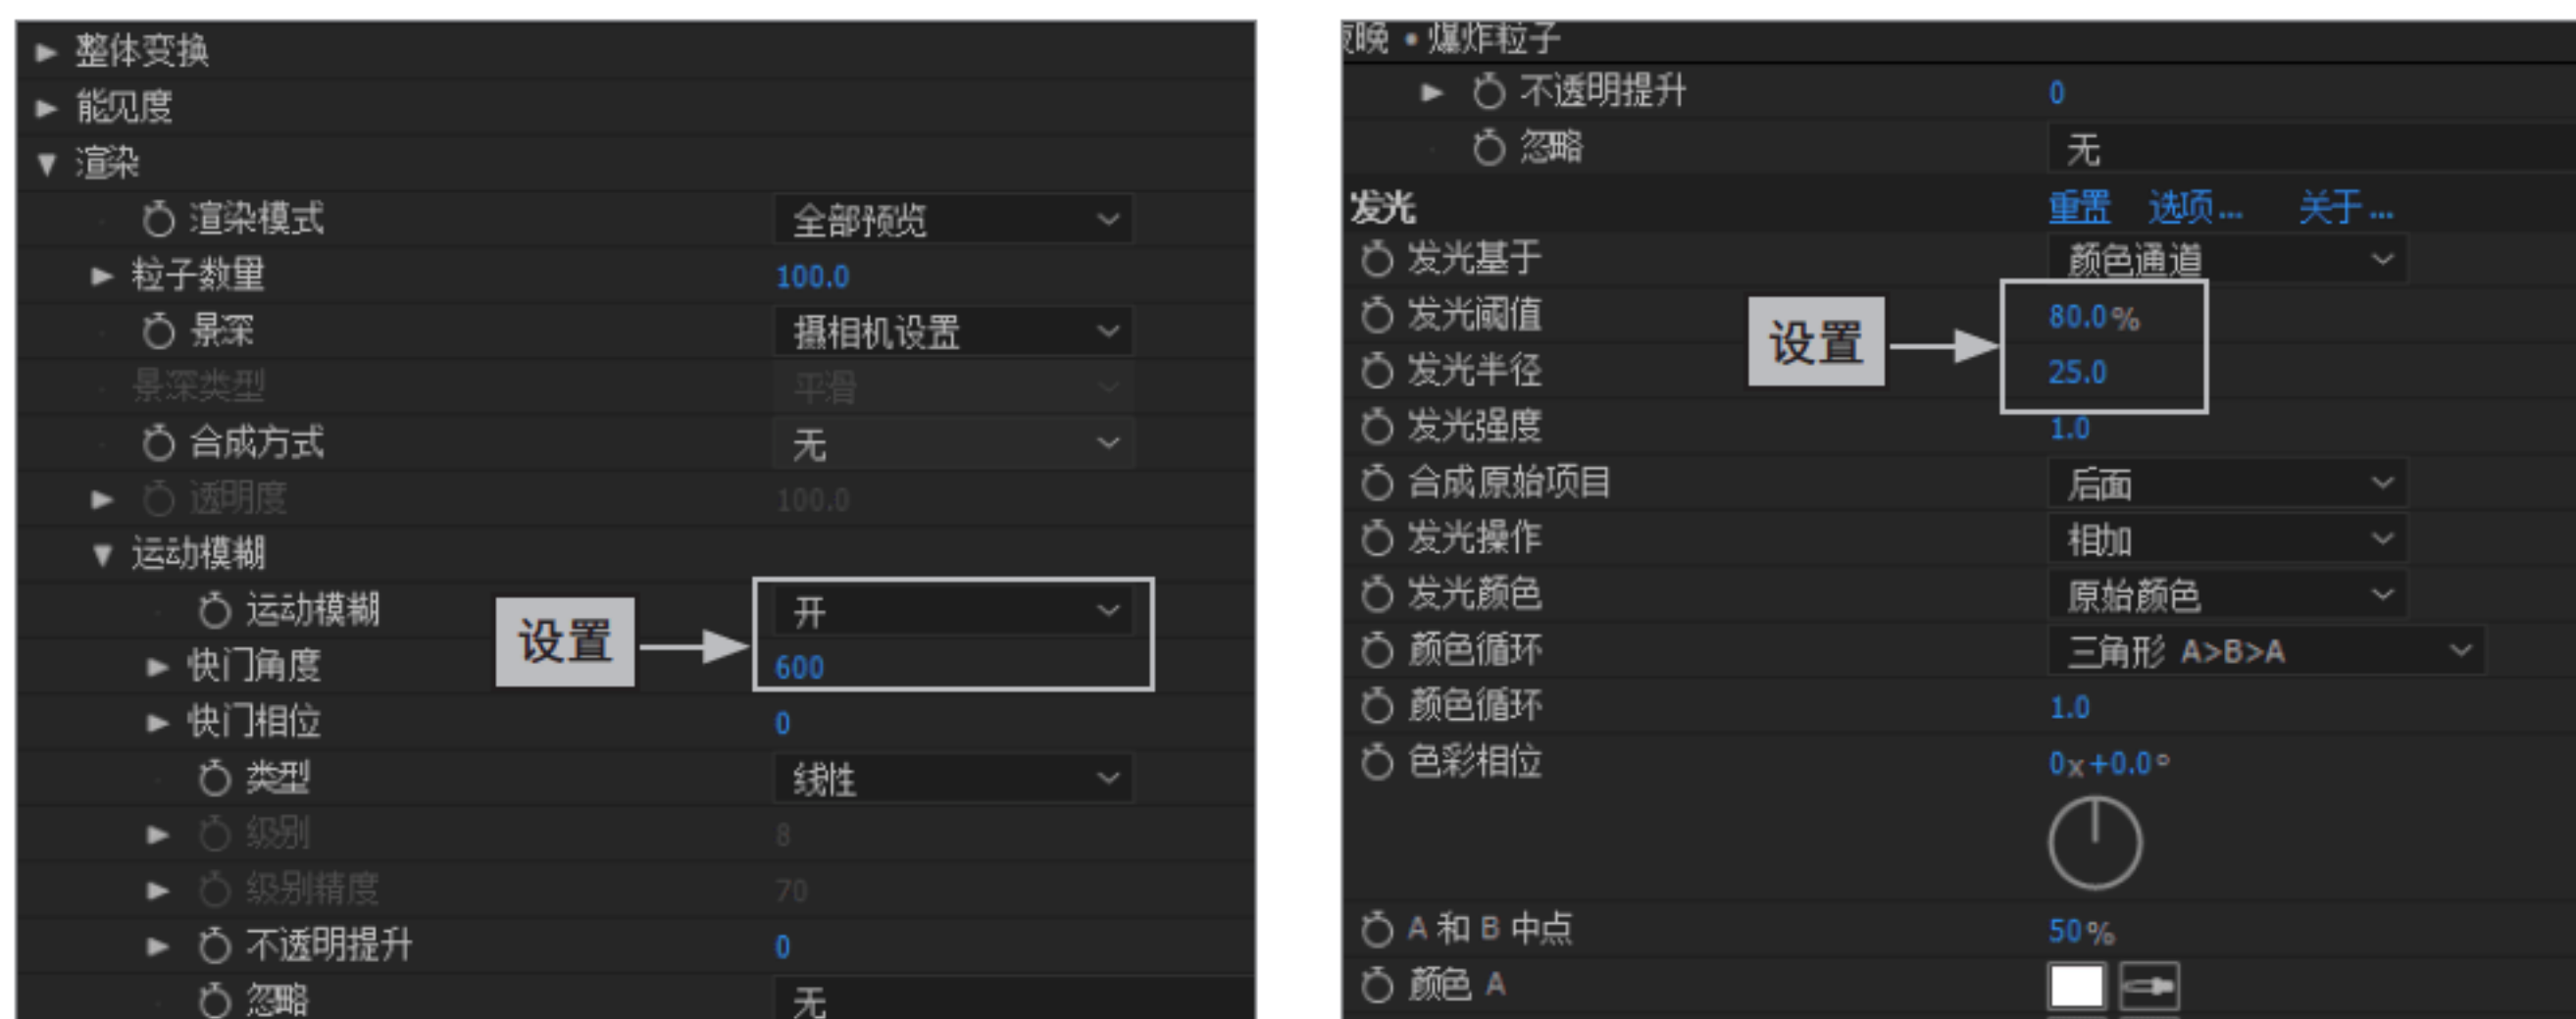 整体变换
能见度
渲染
渲染模式 全部预览
粒子数量 100.0
景深 摄相机设置
景深类型 平滑
合成方式 无
透明度 100.0
运动模糊
运动模糊 设置 开
快门角度 600
快门相位 0
类型 线性
级别 8
级别精度 70
不透明提升 0
忽略 无
夜晚 • 爆炸粒子
不透明提升 0
忽略 无
发光 重置 选项... 关于...
发光基于 颜色通道
发光阈值 设置 80.0%
发光半径 25.0
发光强度 1.0
合成原始项目 后面
发光操作 相加
发光颜色 原始颜色
颜色循环 三角形 A>B>A
颜色循环 1.0
色彩相位 0x+0.0°
A 和 B 中点 50%
颜色 A